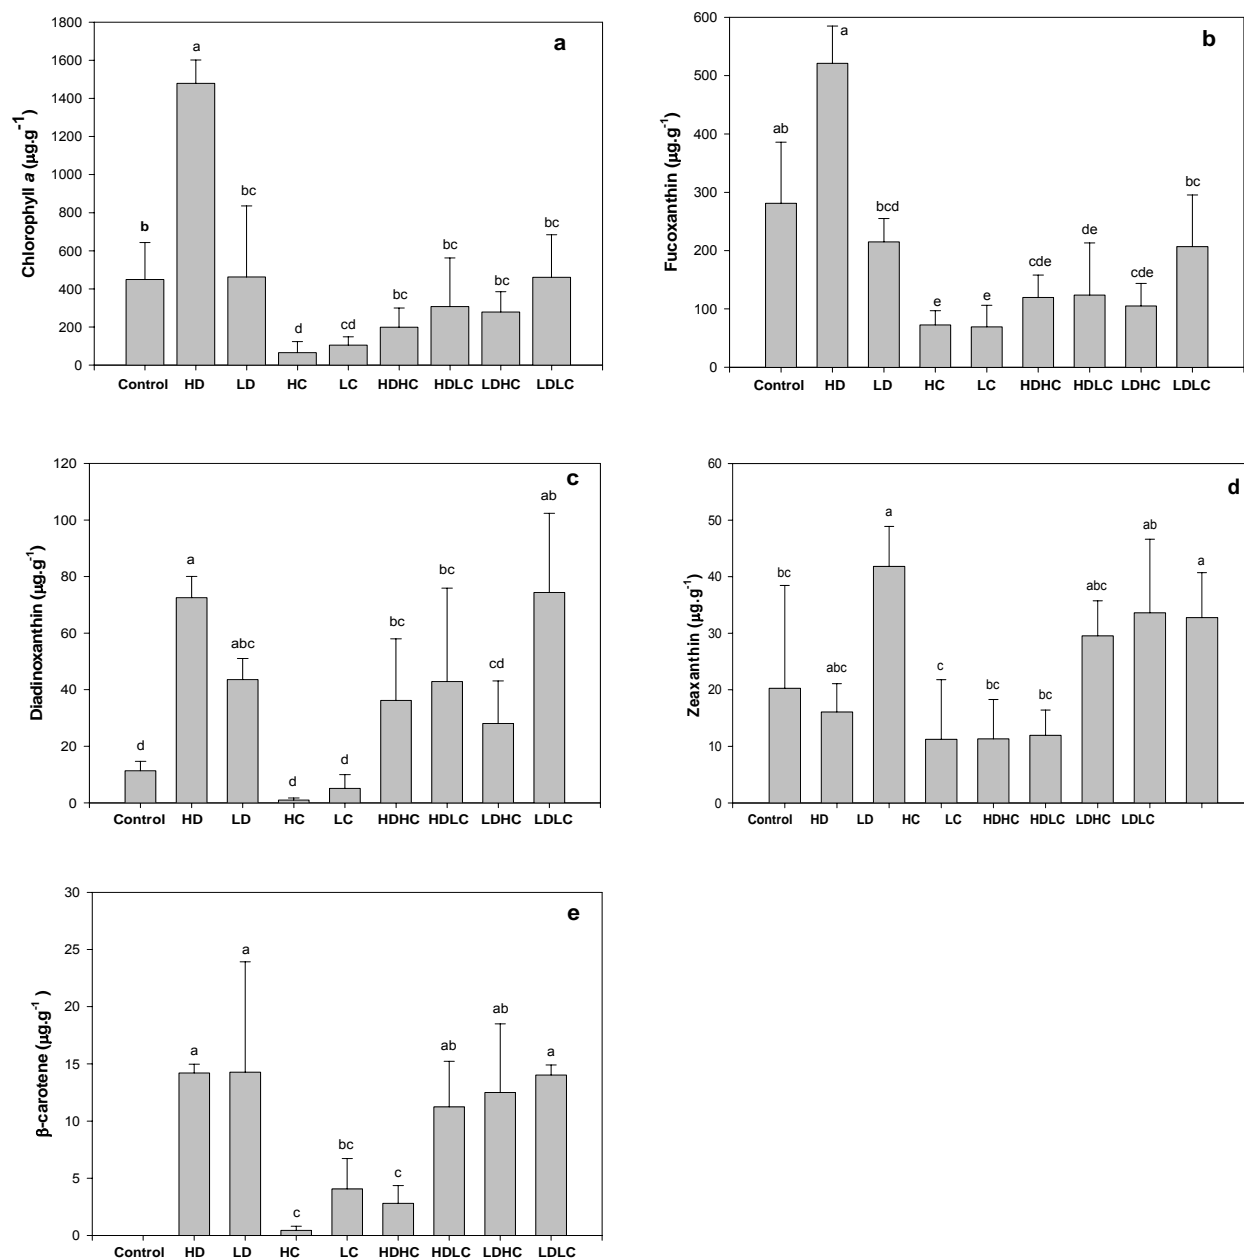 a
Chlorophyll a (µg.g-1)
1800
1600
1400
1200
1000
800
600
400
200
0
b
a
bc
d
cd
bc
bc
bc
bc
Control HD LD HC LC HDHC HDLC LDHC LDLC
b
Fucoxanthin (µg.g-1)
600
500
400
300
200
100
0
ab
a
bcd
e
e
cde
de
cde
bc
Control HD LD HC LC HDHC HDLC LDHC LDLC
c
Diadinoxanthin (µg.g-1)
120
100
80
60
40
20
0
d
a
abc
d
d
bc
bc
cd
ab
Control HD LD HC LC HDHC HDLC LDHC LDLC
d
Zeaxanthin (µg.g-1)
60
50
40
30
20
10
0
bc
abc
a
c
bc
bc
abc
ab
a
Control HD LD HC LC HDHC HDLC LDHC LDLC
e
β-carotene (µg.g-1)
30
25
20
15
10
5
0
a
a
c
bc
c
ab
ab
a
Control HD LD HC LC HDHC HDLC LDHC LDLC